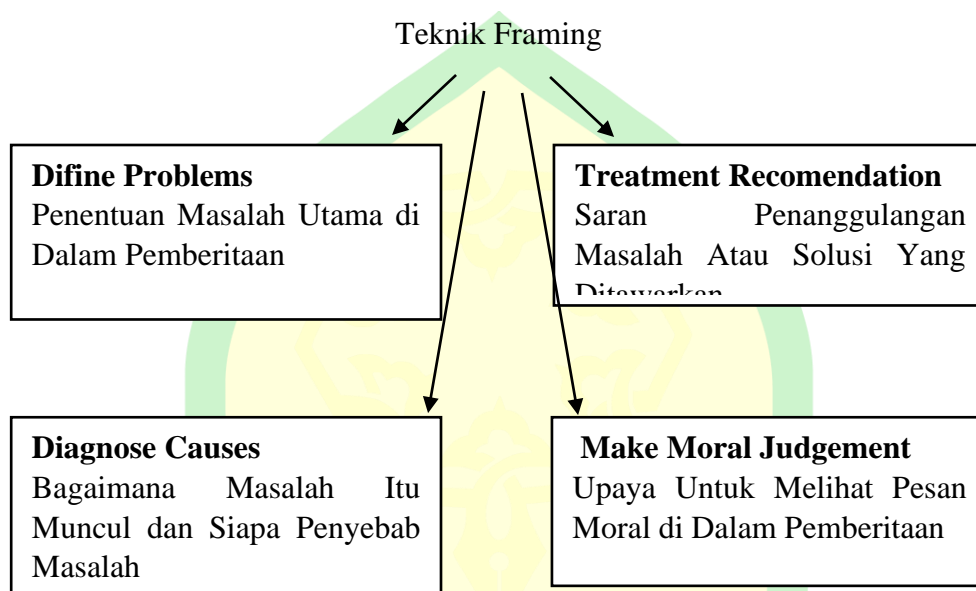 Teknik Framing
Difine Problems
Penentuan Masalah Utama di
Dalam Pemberitaan
Treatment Recomendation
Saran Penanggulangan
Masalah Atau Solusi Yang
Ditawarkan
Diagnose Causes
Bagaimana Masalah Itu
Muncul dan Siapa Penyebab
Masalah
Make Moral Judgement
Upaya Untuk Melihat Pesan
Moral di Dalam Pemberitaan